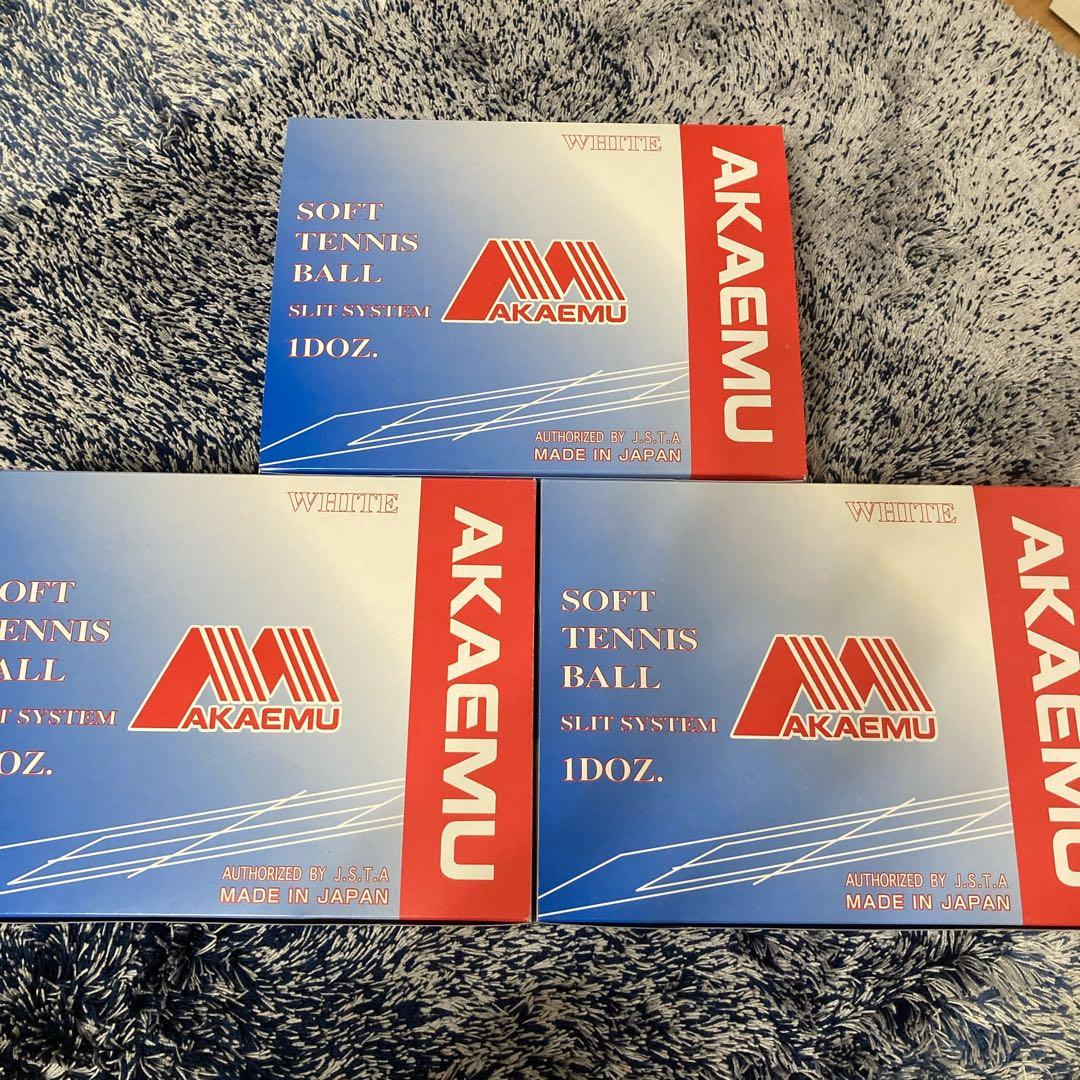 WHITE
SOFT
TENNIS
BALL
SLIT SYSTEM
1DOZ.
AKAEMU
AUTHORIZED BY J.S.T.A
MADE IN JAPAN
AKAEMU
WHITE
OFT
ENNIS
ALL
T SYSTEM
OZ.
AKAEMU
AUTHORIZED BY J.S.T.A
MADE IN JAPAN
AKAEMU
WHITE
SOFT
TENNIS
BALL
SLIT SYSTEM
1DOZ.
AKAEMU
AUTHORIZED BY J.S.T.A
MADE IN JAPAN
AKAEMU